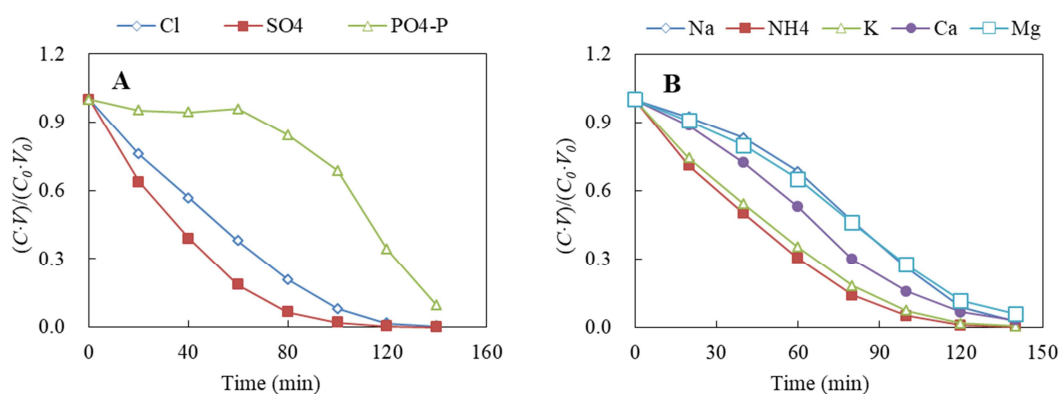 Cl SO4 PO4-P
A
1.2
0.9
0.6
0.3
0.0
0 40 80 120 160
(C·V)/(C₀·V₀)
Time (min)
Na NH4 K Ca Mg
B
1.2
0.9
0.6
0.3
0.0
0 30 60 90 120 150
(C·V)/(C₀·V₀)
Time (min)